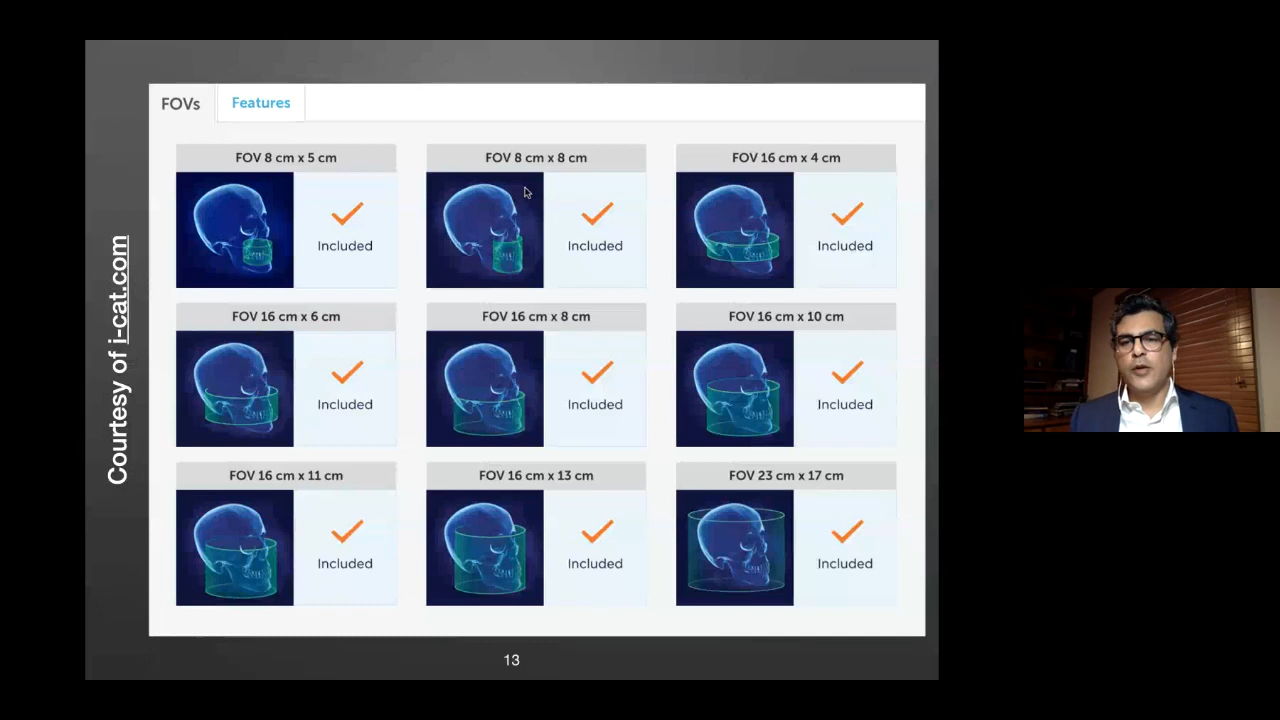 Courtesy of i-cat.com
FOVs
Features
FOV 8 cm x 5 cm
Included
FOV 8 cm x 8 cm
Included
FOV 16 cm x 4 cm
Included
FOV 16 cm x 6 cm
Included
FOV 16 cm x 8 cm
Included
FOV 16 cm x 10 cm
Included
FOV 16 cm x 11 cm
Included
FOV 16 cm x 13 cm
Included
FOV 23 cm x 17 cm
Included
13